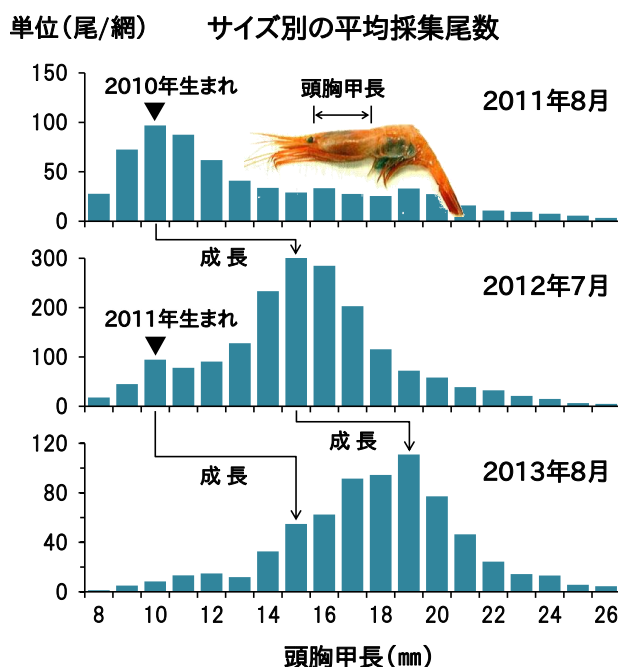 単位(尾/網) サイズ別の平均採集尾数
150
100
50
0
2010年生まれ
頭胸甲長
2011年8月
成長
300
200
100
0
2011年生まれ
2012年7月
成長
成長
120
80
40
0
2013年8月
8 10 12 14 16 18 20 22 24 26
頭胸甲長(㎜)